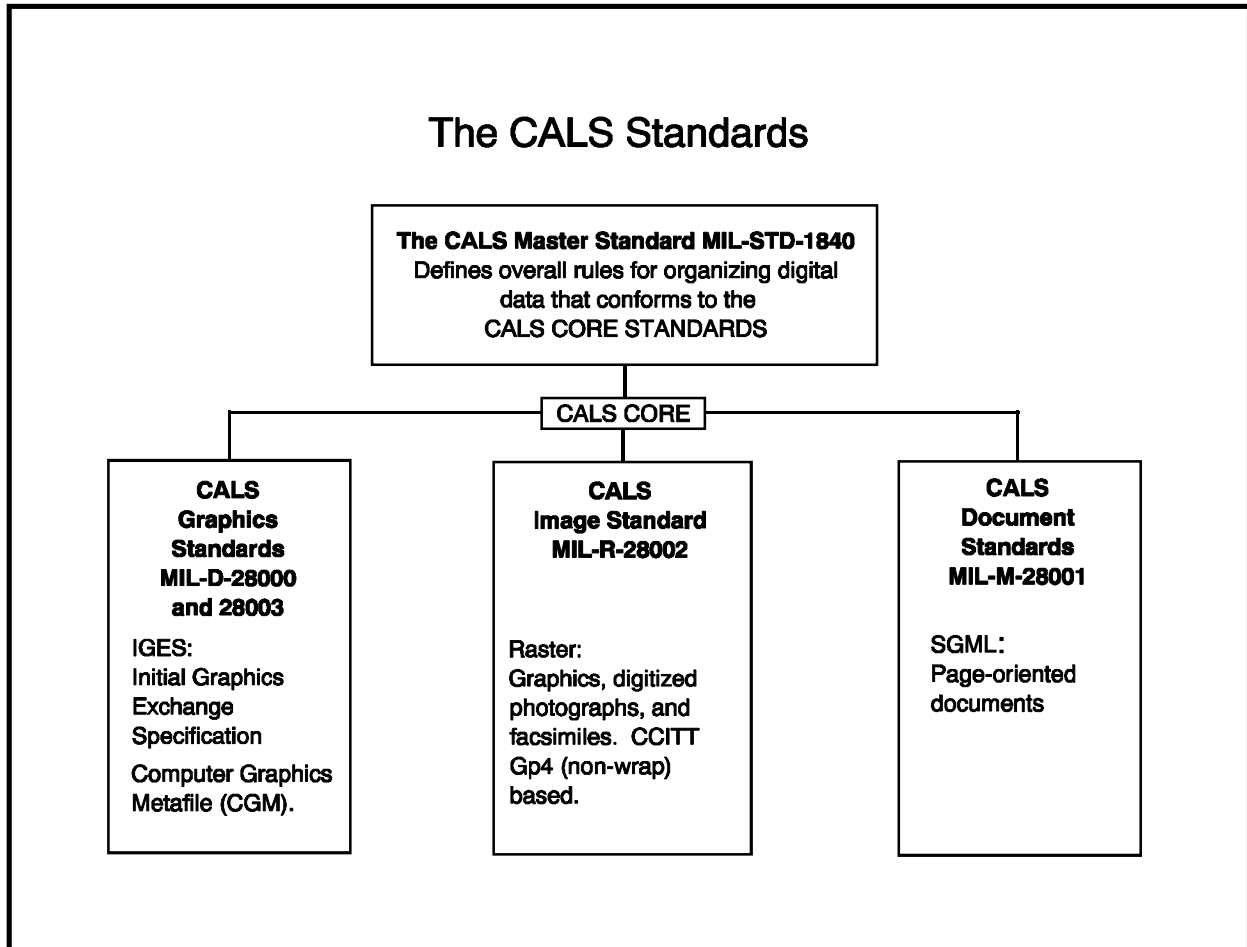 The CALS Standards
The CALS Master Standard MIL-STD-1840
Defines overall rules for organizing digital
data that conforms to the
CALS CORE STANDARDS
CALS CORE
CALS
Graphics
Standards
MIL-D-28000
and 28003
IGES:
Initial Graphics
Exchange
Specification
Computer Graphics
Metafile (CGM).
CALS
Image Standard
MIL-R-28002
Raster:
Graphics, digitized
photographs, and
facsimiles.  CCITT
Gp4 (non-wrap)
based.
CALS
Document
Standards
MIL-M-28001
SGML:
Page-oriented
documents